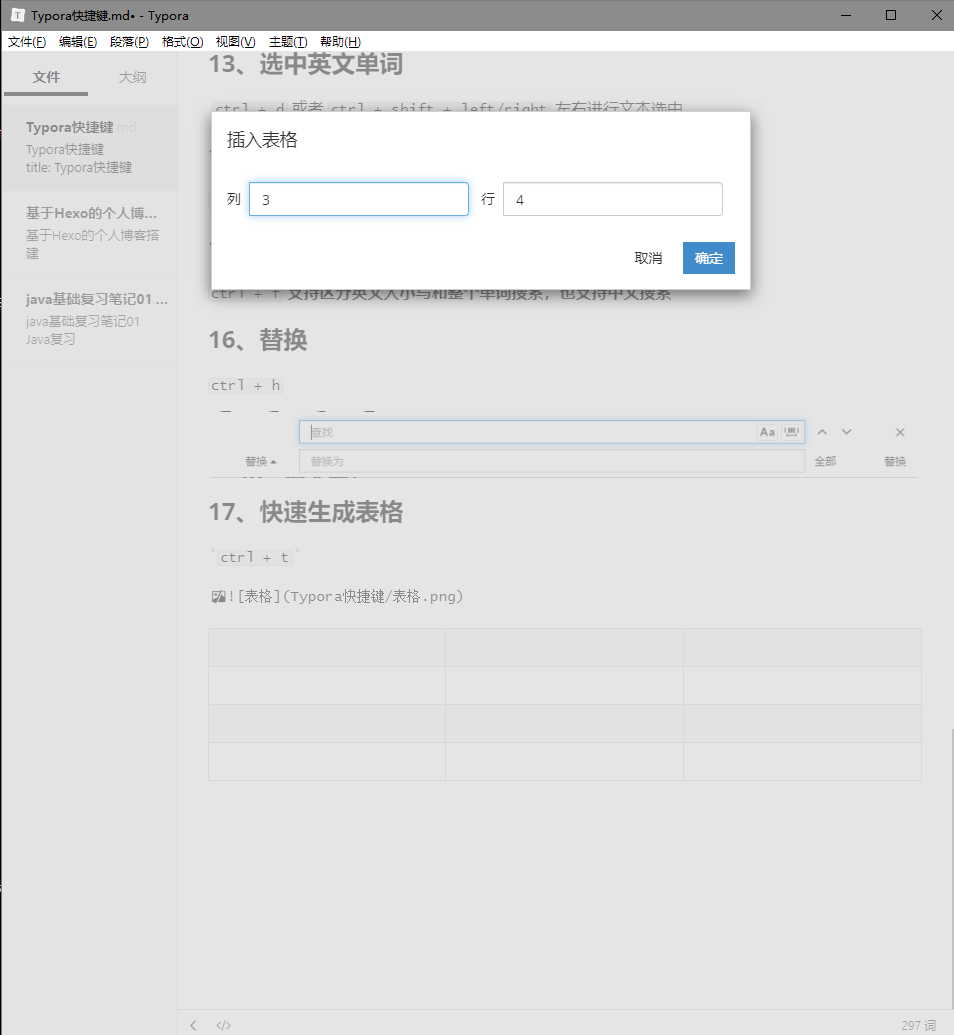 Typora快捷键.md• - Typora
文件(F) 编辑(E) 段落(P) 格式(O) 视图(V) 主题(T) 帮助(H)
文件 大纲
Typora快捷键.md
Typora快捷键
title: Typora快捷键
基于Hexo的个人博...
基于Hexo的个人博客搭
建
java基础复习笔记01 ...
java基础复习笔记01
Java复习
13、选中英文单词
ctrl + d 或者 ctrl + shift + left/right 左右进行文本选中
插入表格
列 3 行 4
取消 确定
ctrl + f 支持区分英文大小写和整个单词搜索，也支持中文搜索
16、替换
ctrl + h
查找 Aa
替换 替换为 全部 替换
17、快速生成表格
`ctrl + t`
![表格](Typora快捷键/表格.png)
</> 297 词